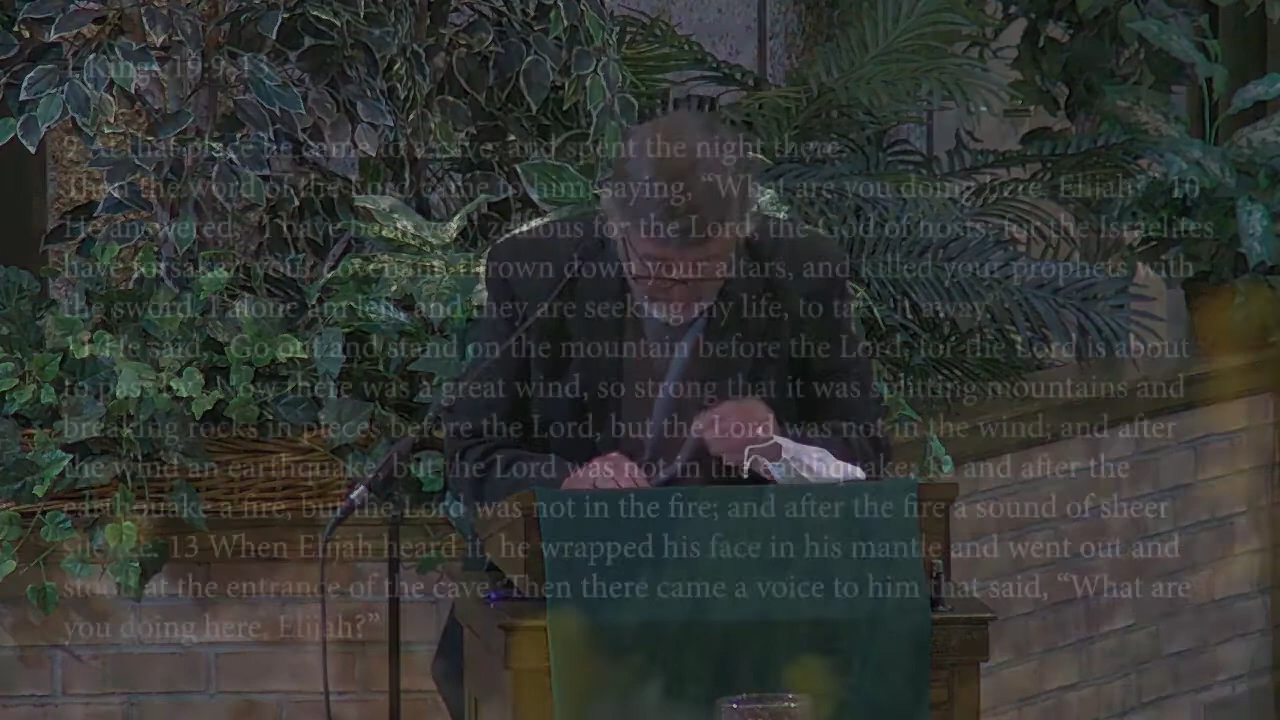 1 Kings 19:9-13
9 At that place he came to a cave, and spent the night there.
Then the word of the Lord came to him, saying, “What are you doing here, Elijah?” 10
He answered, “I have been very zealous for the Lord, the God of hosts; for the Israelites
have forsaken your covenant, thrown down your altars, and killed your prophets with
the sword. I alone am left, and they are seeking my life, to take it away.”
He said, “Go out and stand on the mountain before the Lord, for the Lord is about
to pass by.” Now there was a great wind, so strong that it was splitting mountains and
breaking rocks in pieces before the Lord, but the Lord was not in the wind; and after
the wind an earthquake, but the Lord was not in the earthquake; and after the
earthquake a fire, but the Lord was not in the fire; and after the fire a sound of sheer
silence. 13 When Elijah heard it, he wrapped his face in his mantle and went out and
stood at the entrance of the cave. Then there came a voice to him that said, “What are
you doing here, Elijah?”